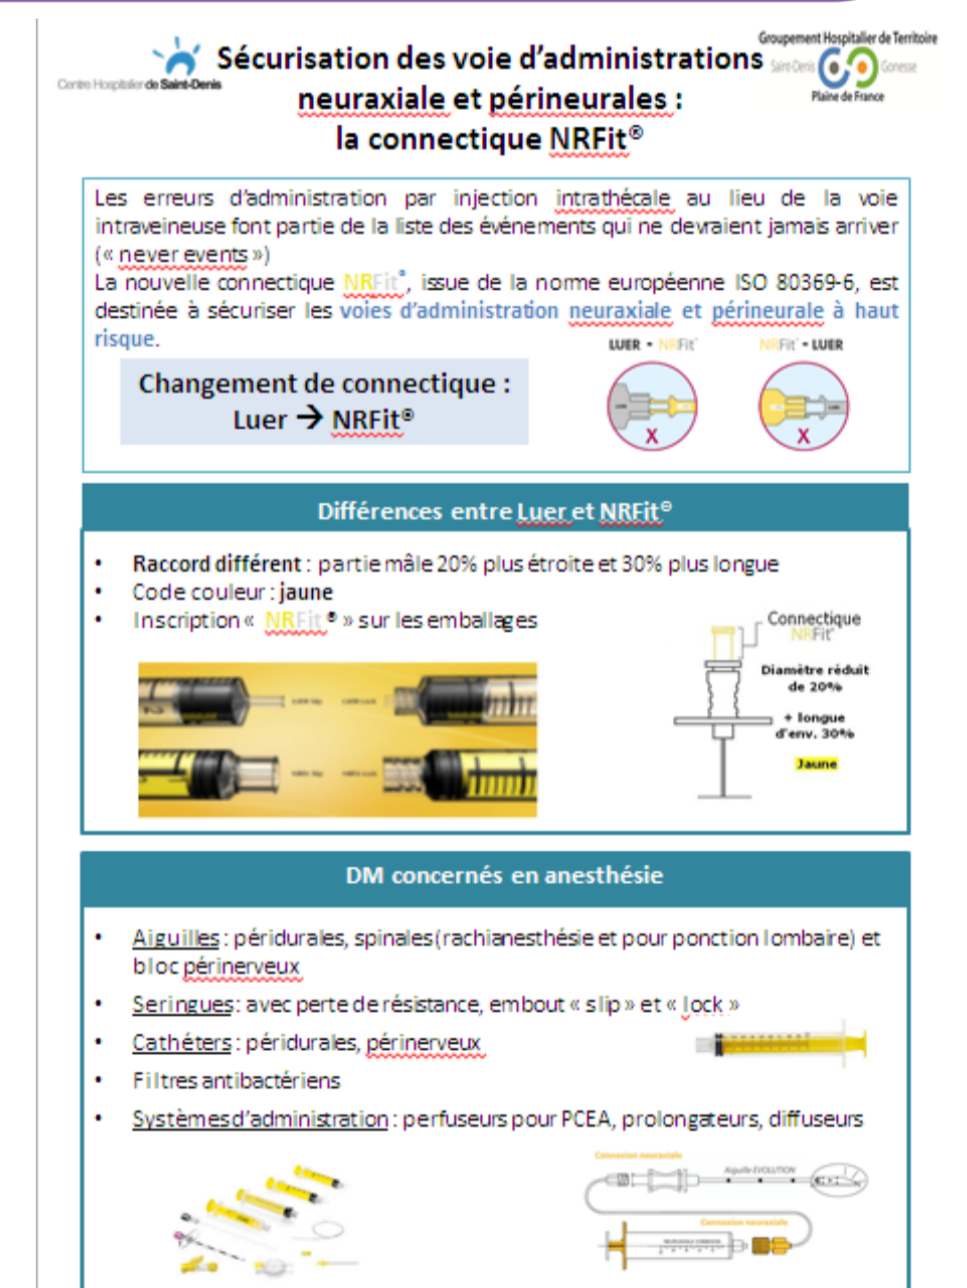 Centre Hospitalier de Saint-Denis
Sécurisation des voie d'administrations
neuraxiale et périneurales :
la connectique NRFit®
Groupement Hospitalier de Territoire
Saint-Denis Gonesse
Plaine de France
Les erreurs d'administration par injection intrathécale au lieu de la voie
intraveineuse font partie de la liste des événements qui ne devraient jamais arriver
(« never events »)
La nouvelle connectique NRFit®, issue de la norme européenne ISO 80369-6, est
destinée à sécuriser les voies d'administration neuraxiale et périneurale à haut
risque.
LUER - NRFit®
NRFit® - LUER
X
X
Changement de connectique :
Luer → NRFit®
Différences entre Luer et NRFit®
• Raccord différent : partie mâle 20% plus étroite et 30% plus longue
• Code couleur : jaune
• Inscription « NRFit ® » sur les emballages
Connectique
NRFit®
Diamètre réduit
de 20%
+ longue
d'env. 30%
Jaune
DM concernés en anesthésie
• Aiguilles : péridurales, spinales (rachianesthésie et pour ponction lombaire) et
bloc périnerveux
• Seringues : avec perte de résistance, embout « slip » et « lock »
• Cathéters : péridurales, périnerveux
• Filtres antibactériens
• Systèmes d'administration : perfuseurs pour PCEA, prolongateurs, diffuseurs
Connexion neuraxiale
Aiguille EVOLUTION
Connexion neuraxiale